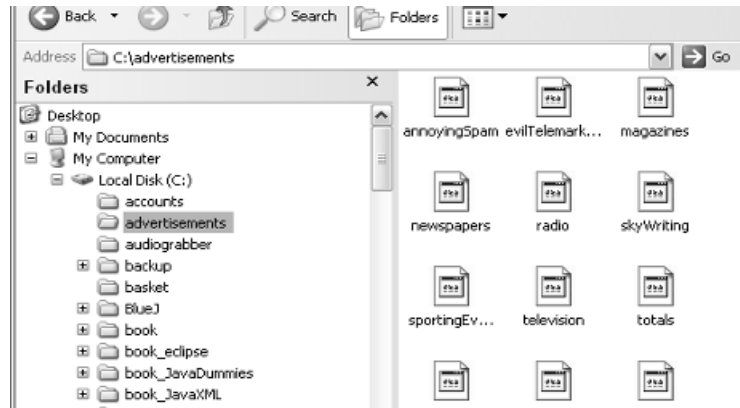 Back Search Folders
Address C:\advertisements Go
Folders ×
Desktop
My Documents
My Computer
Local Disk (C:)
accounts
advertisements
audiograbber
backup
basket
BlueJ
book
book_eclipse
book_JavaDummies
book_JavaXML
annoyingSpam evilTelemark... magazines
newspapers radio skyWriting
sportingEv... television totals